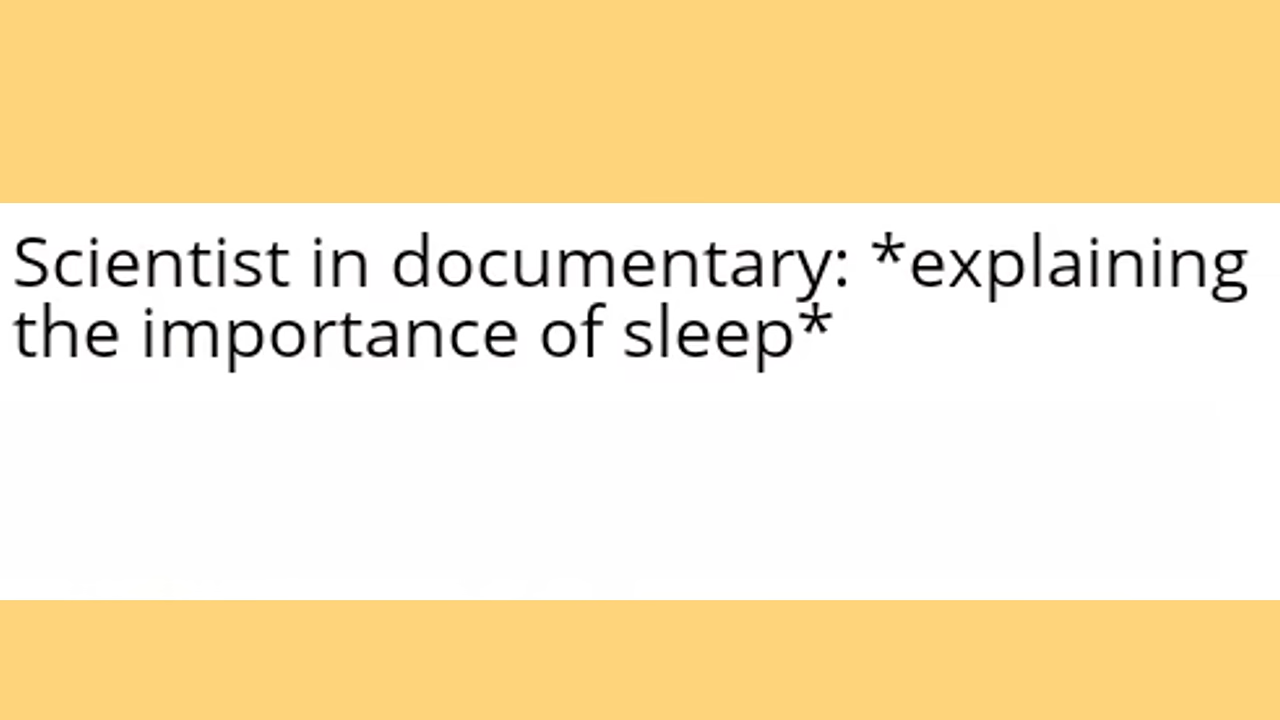 Scientist in documentary: *explaining
the importance of sleep*